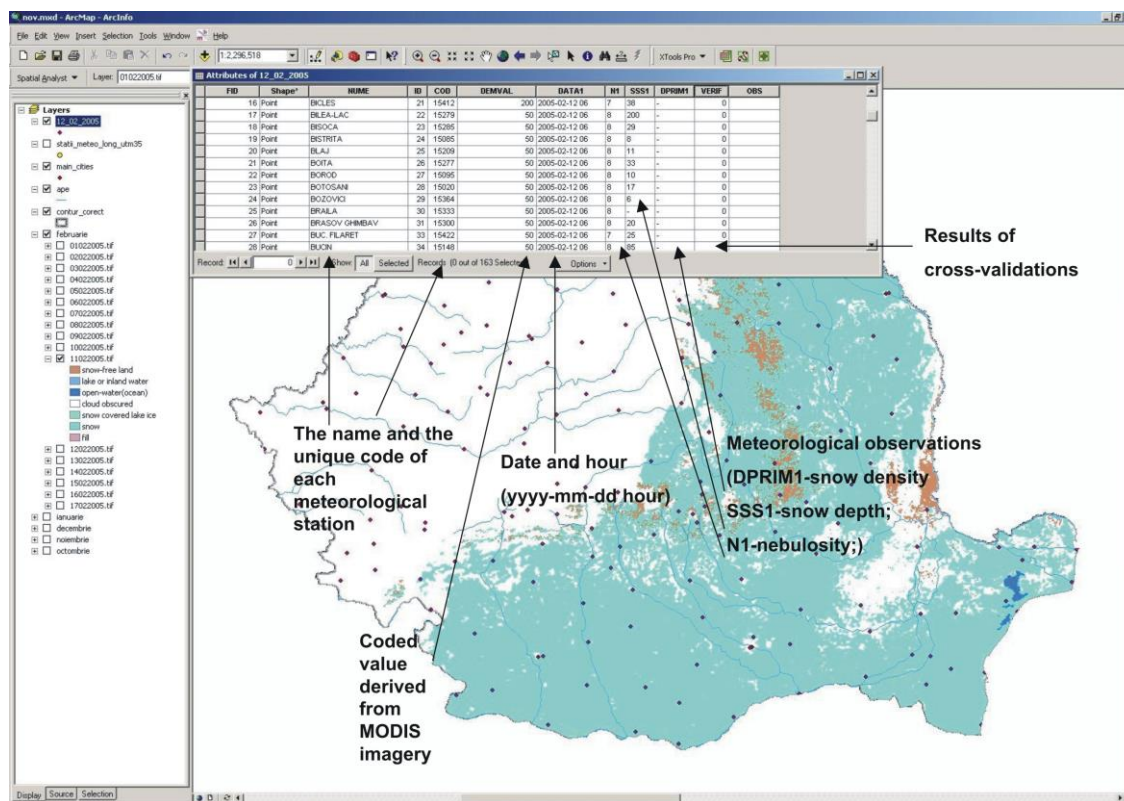 nov.mxd - ArcMap - ArcInfo
File Edit View Insert Selection Tools Window Help
1:2,296,518
XTools Pro
Spatial Analyst Layer: 01022005.tif
Layers
12_02_2005
statii_meteo_long_utm35
main_cities
ape
contur_corect
februarie
01022005.tif
02022005.tif
03022005.tif
04022005.tif
05022005.tif
06022005.tif
07022005.tif
08022005.tif
09022005.tif
10022005.tif
11022005.tif
snow-free land
lake or inland water
open-water(ocean)
cloud obscured
snow covered lake ice
snow
fill
12022005.tif
13022005.tif
14022005.tif
15022005.tif
16022005.tif
17022005.tif
ianuarie
decembrie
noiembrie
octombrie
Display Source Selection
Attributes of 12_02_2005
FID Shape* NUME ID COD DEMVAL DATA1 N1 SSS1 DPRIM1 VERIF OBS
16 Point BICLES 21 15412 200 2005-02-12 06 7 38 - 0
17 Point BILEA-LAC 22 15279 50 2005-02-12 06 8 200 - 0
18 Point BISOCA 23 15285 50 2005-02-12 06 8 29 - 0
19 Point BISTRITA 24 15085 50 2005-02-12 06 8 8 - 0
20 Point BLAJ 25 15209 50 2005-02-12 06 8 11 - 0
21 Point BOITA 26 15277 50 2005-02-12 06 8 33 - 0
22 Point BOROD 27 15095 50 2005-02-12 06 8 10 - 0
23 Point BOTOSANI 28 15020 50 2005-02-12 06 8 17 - 0
24 Point BOZOVICI 29 15364 50 2005-02-12 06 8 6 - 0
25 Point BRAILA 30 15333 50 2005-02-12 06 8 - - 0
26 Point BRASOV GHIMBAV 31 15300 50 2005-02-12 06 8 20 - 0
27 Point BUC. FILARET 33 15422 50 2005-02-12 06 7 25 - 0
28 Point BUCIN 34 15148 50 2005-02-12 06 8 85 - 0
Record: 0 Show: All Selected Records (0 out of 163 Selected Options
Results of
cross-validations
The name and the
unique code of
each
meteorological
station
Date and hour
(yyyy-mm-dd hour)
Meteorological observations
(DPRIM1-snow density
SSS1-snow depth;
N1-nebulosity;)
Coded
value
derived
from
MODIS
imagery